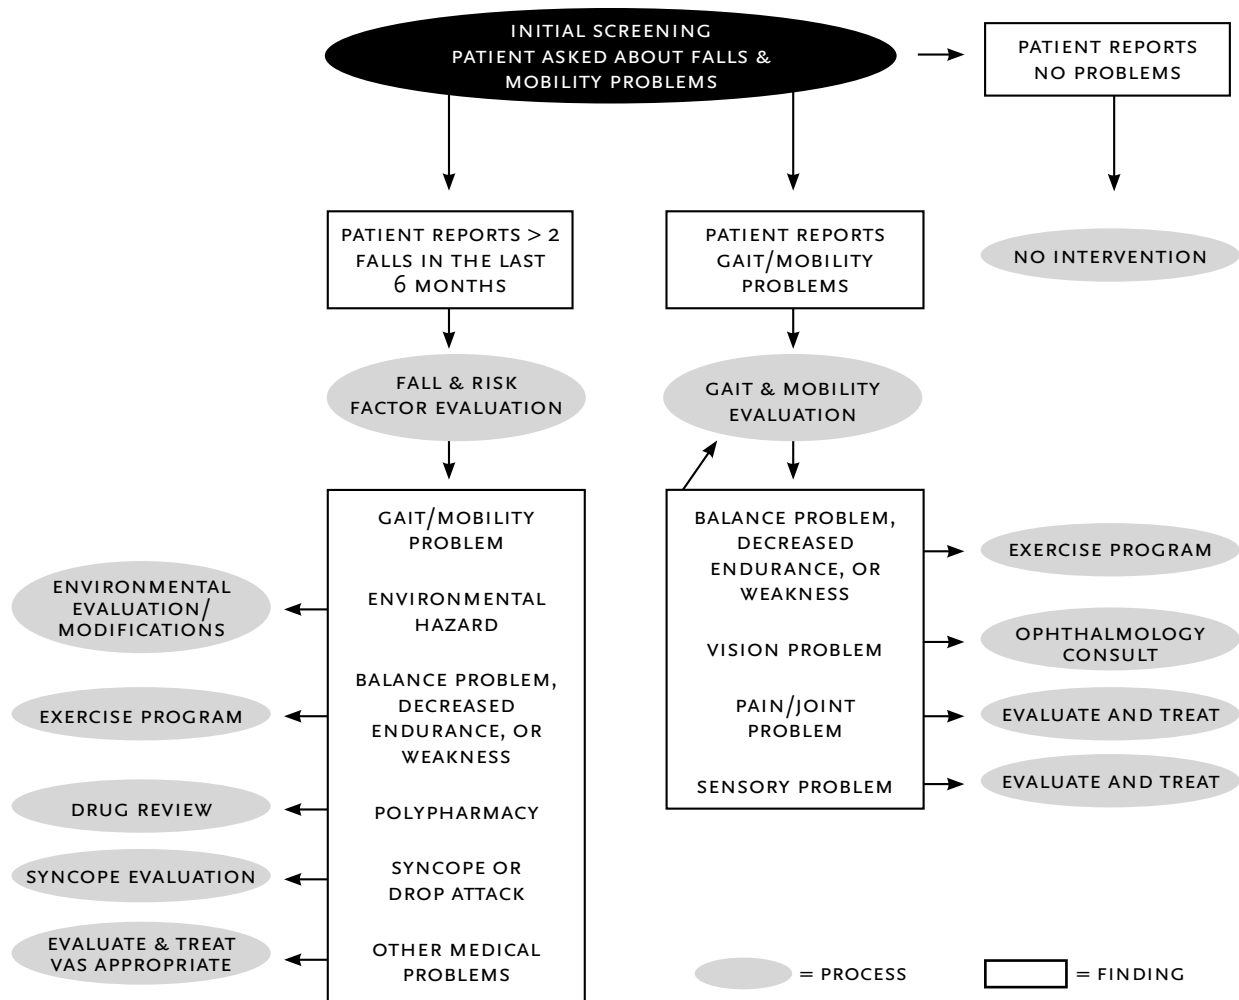 INITIAL SCREENING
PATIENT ASKED ABOUT FALLS &
MOBILITY PROBLEMS
PATIENT REPORTS
NO PROBLEMS
NO INTERVENTION
PATIENT REPORTS > 2
FALLS IN THE LAST
6 MONTHS
PATIENT REPORTS
GAIT/MOBILITY
PROBLEMS
FALL & RISK
FACTOR EVALUATION
GAIT & MOBILITY
EVALUATION
GAIT/MOBILITY
PROBLEM
ENVIRONMENTAL
HAZARD
BALANCE PROBLEM,
DECREASED
ENDURANCE, OR
WEAKNESS
POLYPHARMACY
SYNCOPE OR
DROP ATTACK
OTHER MEDICAL
PROBLEMS
ENVIRONMENTAL
EVALUATION/
MODIFICATIONS
EXERCISE PROGRAM
DRUG REVIEW
SYNCOPE EVALUATION
EVALUATE & TREAT
VAS APPROPRIATE
BALANCE PROBLEM,
DECREASED
ENDURANCE, OR
WEAKNESS
VISION PROBLEM
PAIN/JOINT
PROBLEM
SENSORY PROBLEM
EXERCISE PROGRAM
OPHTHALMOLOGY
CONSULT
EVALUATE AND TREAT
EVALUATE AND TREAT
= PROCESS
= FINDING